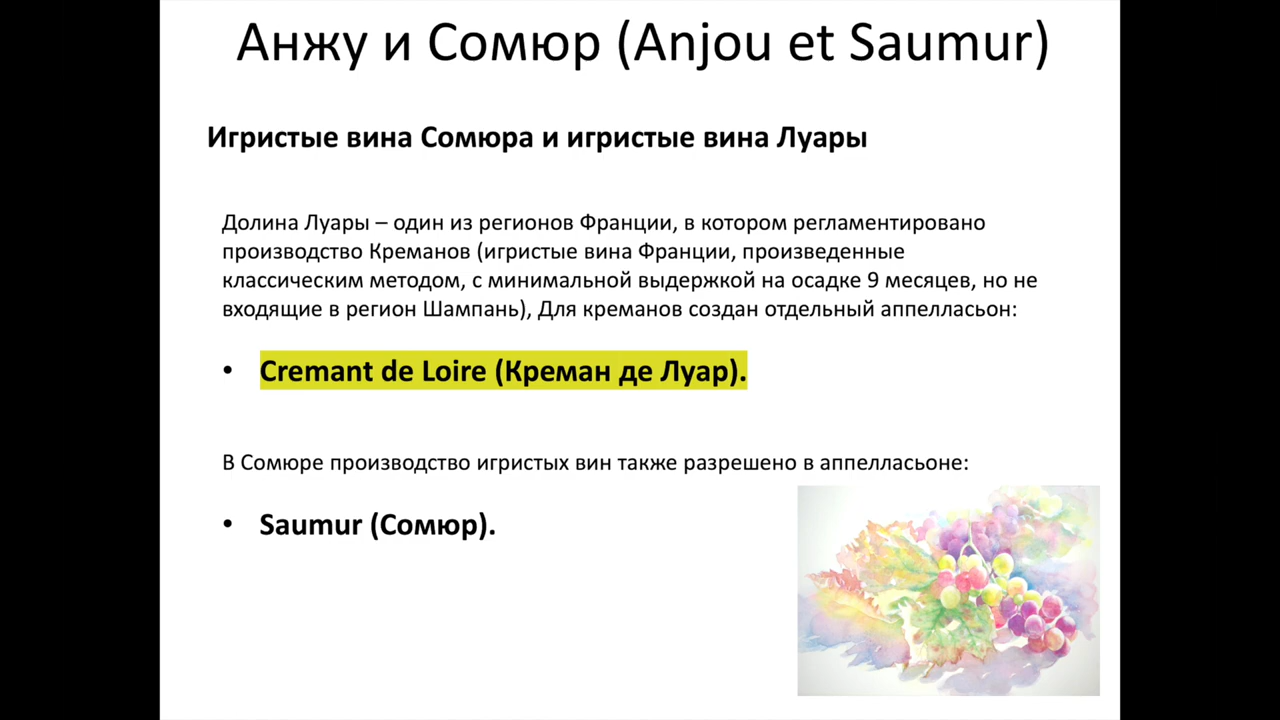 Анжу и Сомюр (Anjou et Saumur)
Игристые вина Сомюра и игристые вина Луары
Долина Луары – один из регионов Франции, в котором регламентировано
производство Креманов (игристые вина Франции, произведенные
классическим методом, с минимальной выдержкой на осадке 9 месяцев, но не
входящие в регион Шампань), Для креманов создан отдельный аппелласьон:
• Cremant de Loire (Креман де Луар).
В Сомюре производство игристых вин также разрешено в аппелласьоне:
• Saumur (Сомюр).